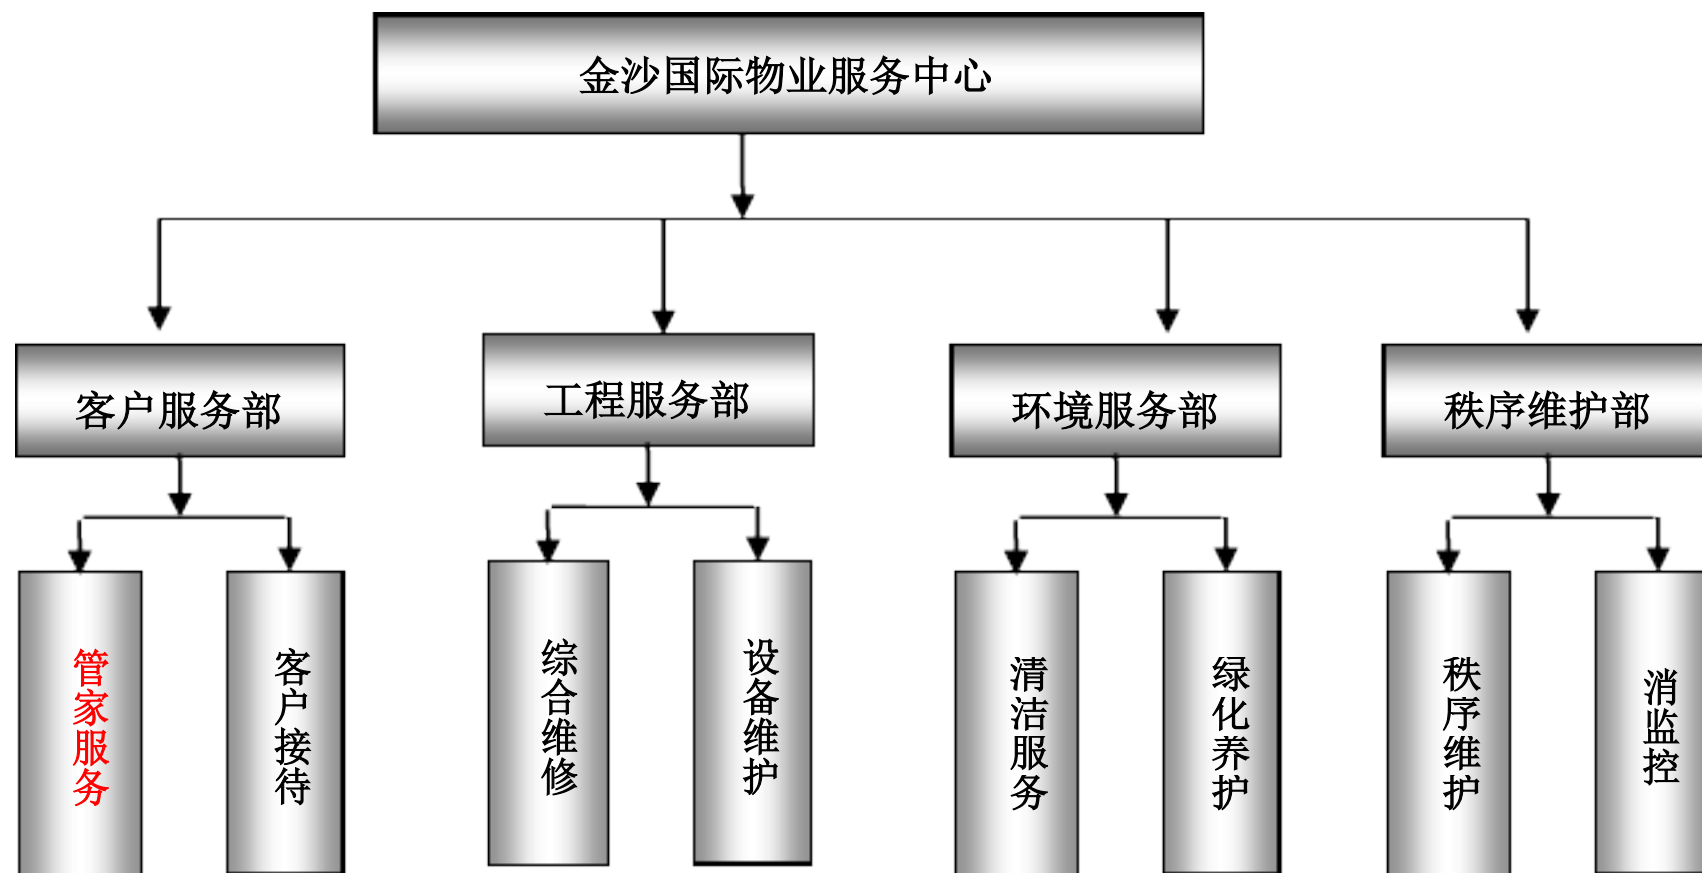 金沙国际物业服务中心
客户服务部
工程服务部
环境服务部
秩序维护部
管家服务
客户接待
综合维修
设备维护
清洁服务
绿化养护
秩序维护
消监控